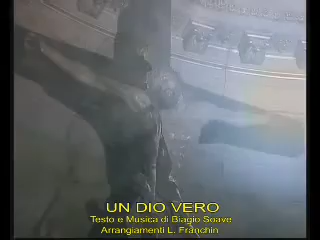 UN DIO VERO
Testo e Musica di Biagio Soave
Arrangiamenti L. Franchin